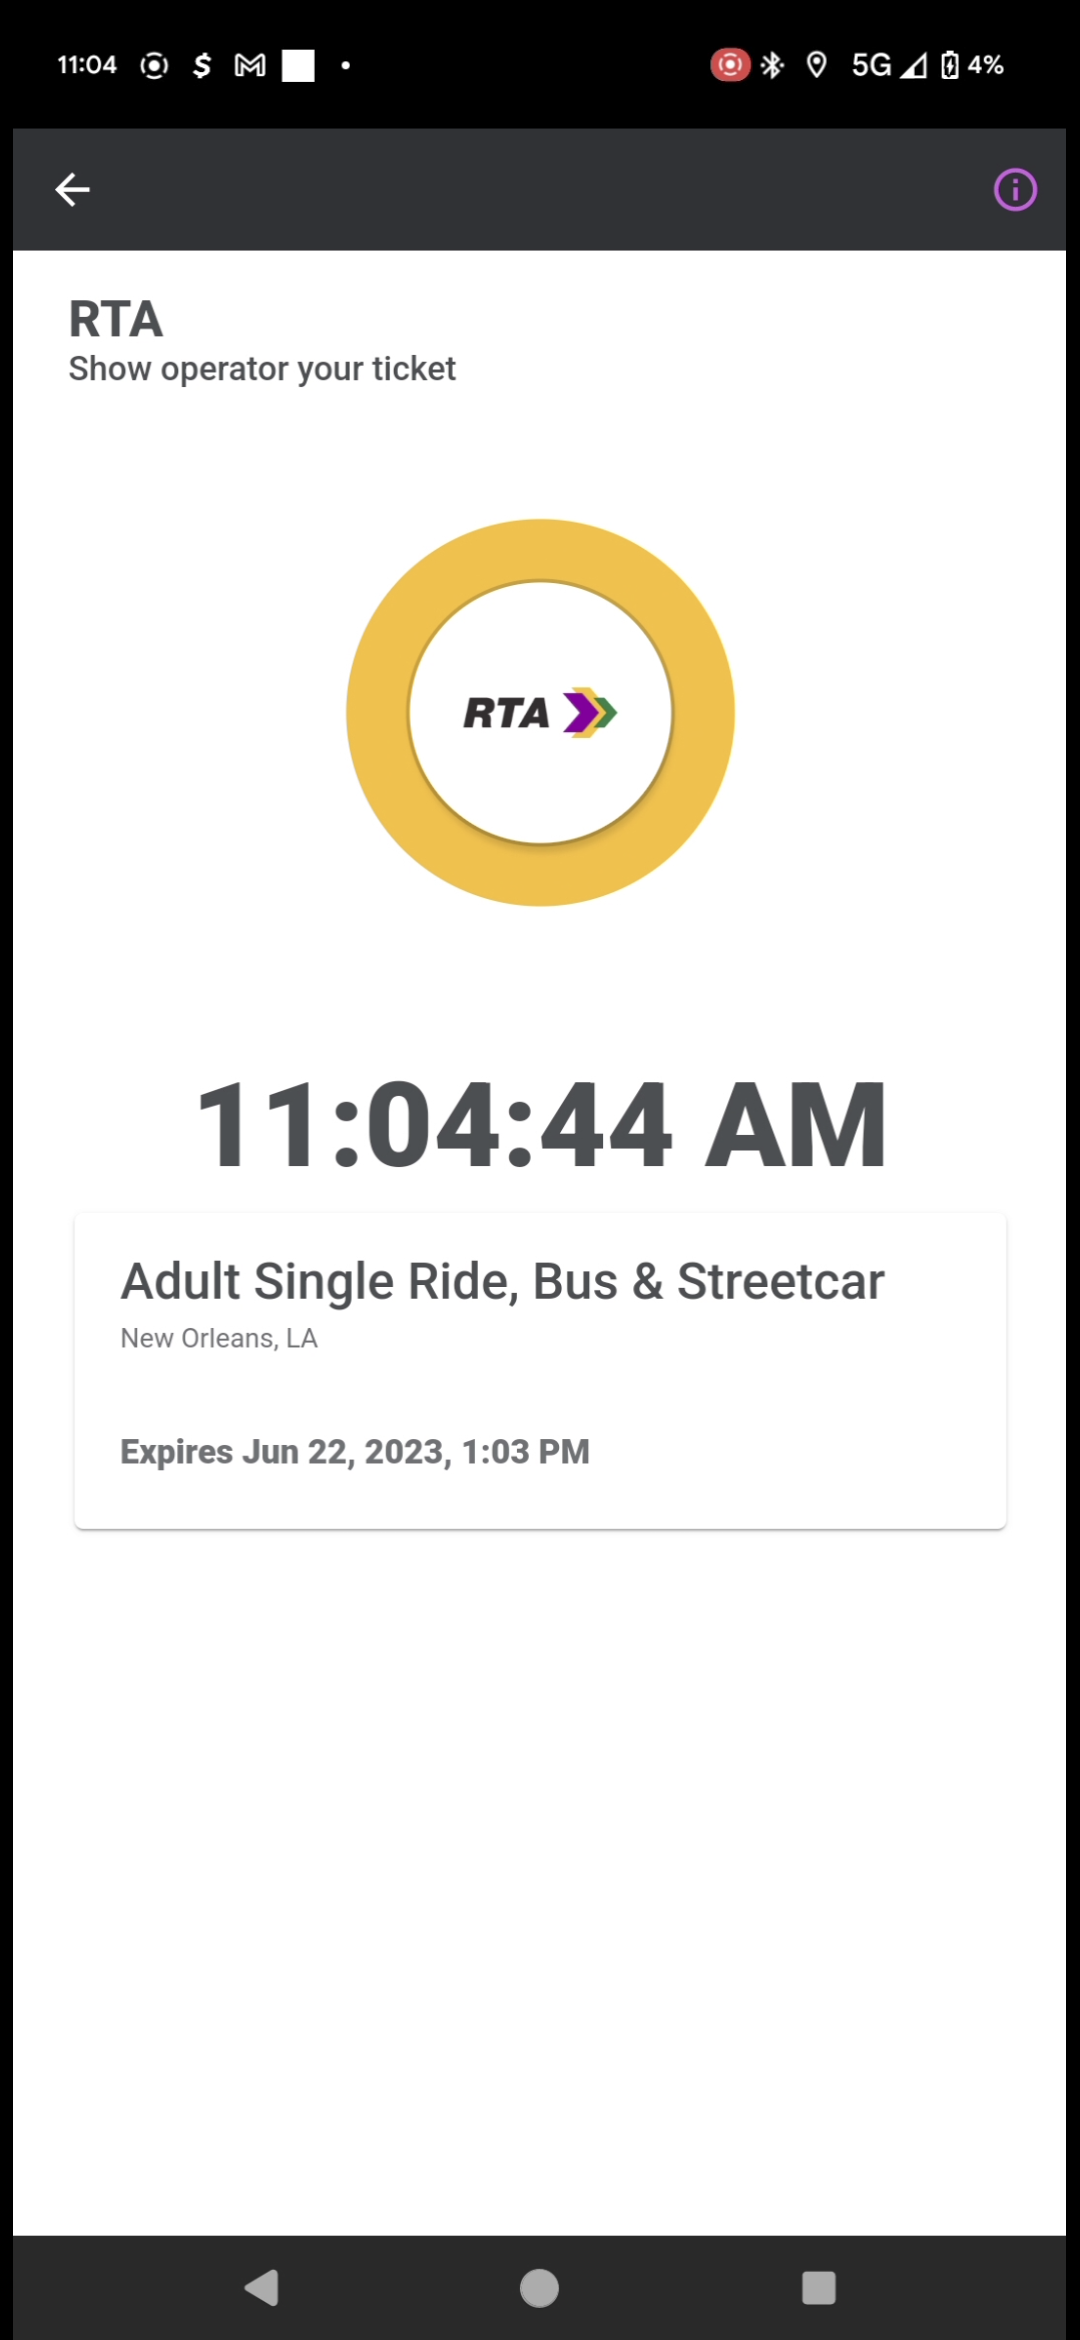 11:04 $ 5G 4%
RTA
Show operator your ticket
RTA
11:04:44 AM
Adult Single Ride, Bus & Streetcar
New Orleans, LA
Expires Jun 22, 2023, 1:03 PM